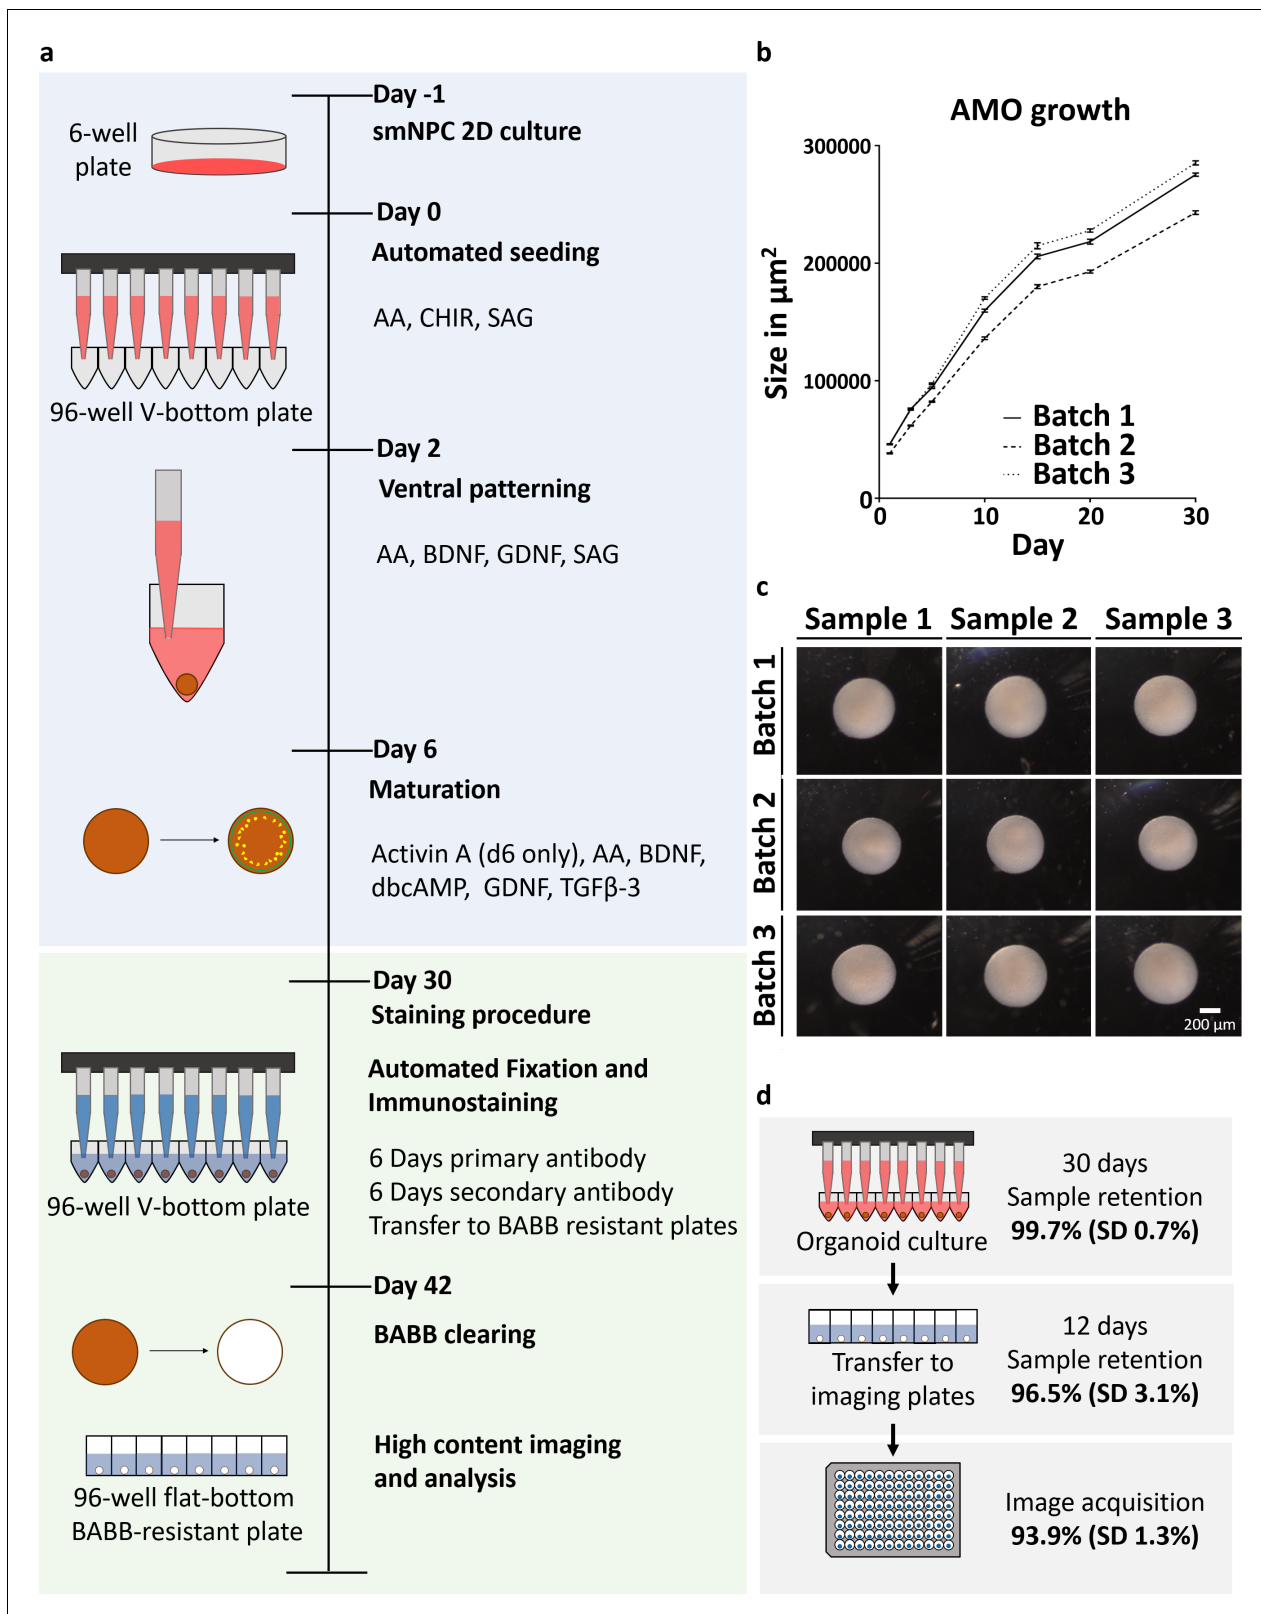 a
Day -1
smNPC 2D culture
6-well
plate
Day 0
Automated seeding
AA, CHIR, SAG
96-well V-bottom plate
Day 2
Ventral patterning
AA, BDNF, GDNF, SAG
Day 6
Maturation
Activin A (d6 only), AA, BDNF,
dbcAMP, GDNF, TGFβ-3
Day 30
Staining procedure
Automated Fixation and
Immunostaining
6 Days primary antibody
6 Days secondary antibody
Transfer to BABB resistant plates
96-well V-bottom plate
Day 42
BABB clearing
High content imaging
and analysis
96-well flat-bottom
BABB-resistant plate
b
AMO growth
300000
200000
100000
0
Size in µm²
0 10 20 30
Day
Batch 1
Batch 2
Batch 3
c
Sample 1 Sample 2 Sample 3
Batch 1
Batch 2
Batch 3
200 µm
d
30 days
Sample retention
99.7% (SD 0.7%)
Organoid culture
12 days
Sample retention
96.5% (SD 3.1%)
Transfer to
imaging plates
Image acquisition
93.9% (SD 1.3%)